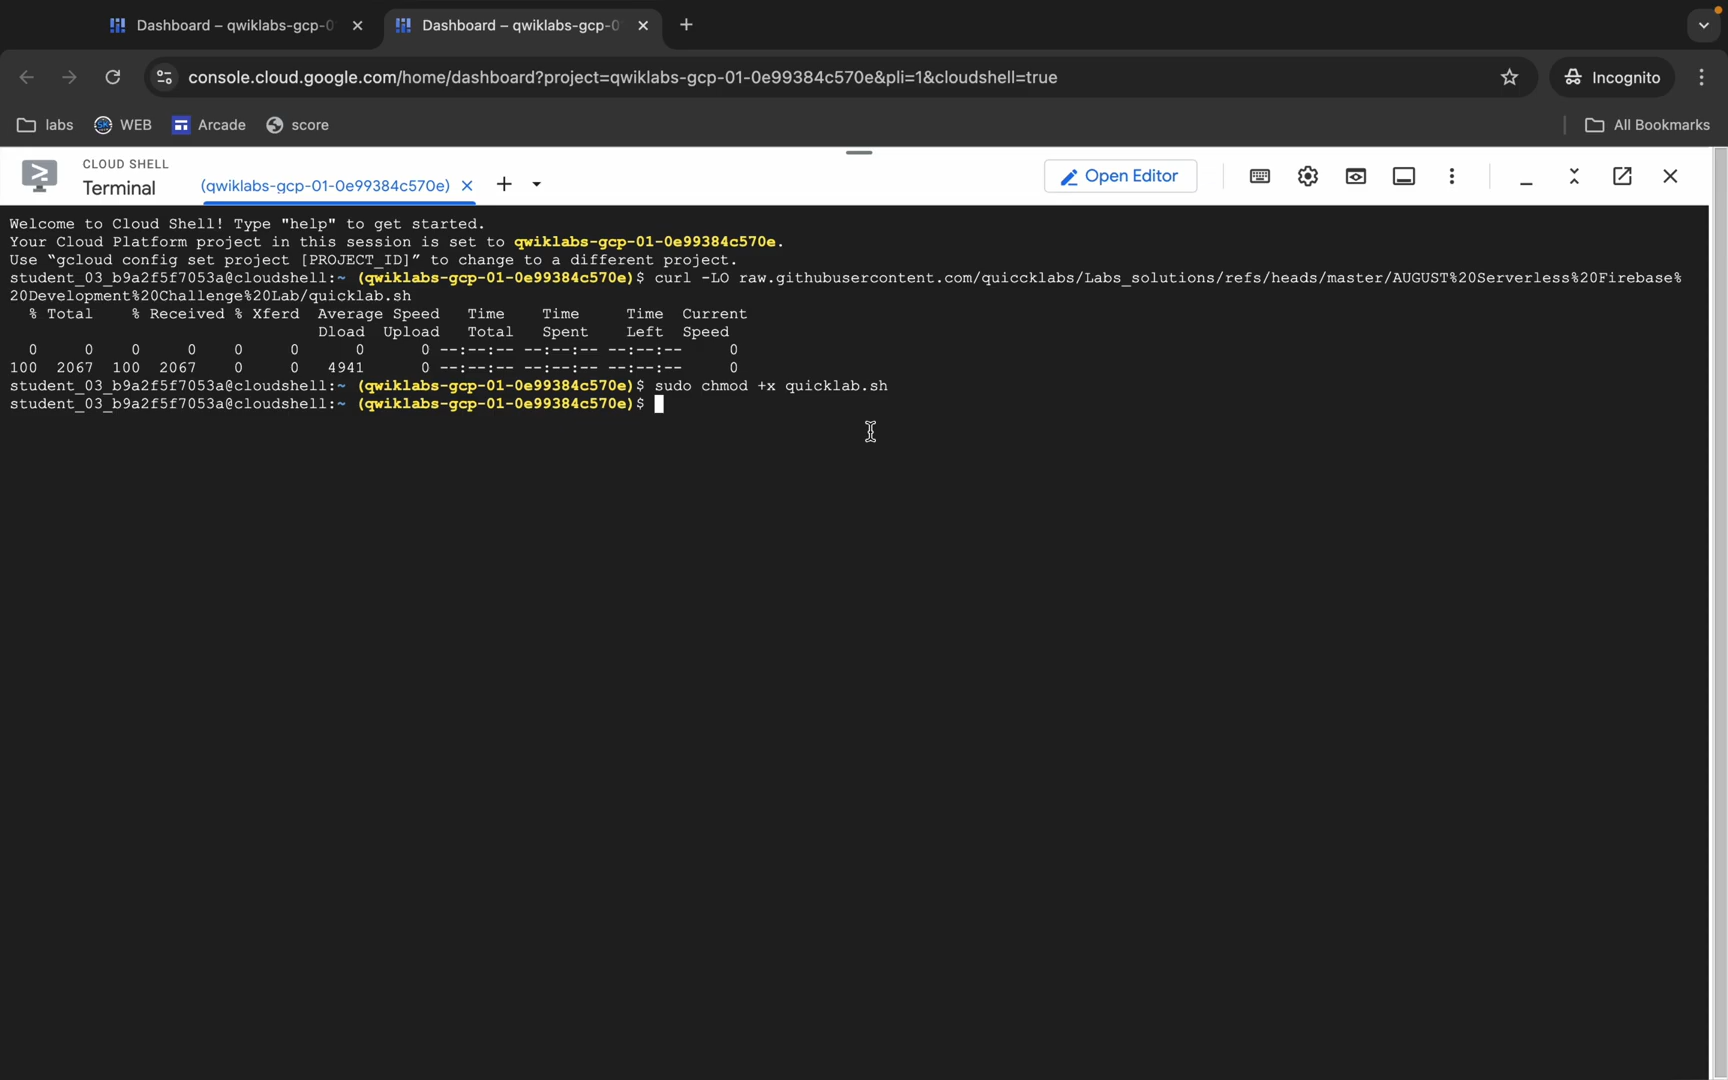 Dashboard – qwiklabs-gcp-0
Dashboard – qwiklabs-gcp-0
console.cloud.google.com/home/dashboard?project=qwiklabs-gcp-01-0e99384c570e&pli=1&cloudshell=true
Incognito
labs
WEB
Arcade
score
All Bookmarks
CLOUD SHELL
Terminal
(qwiklabs-gcp-01-0e99384c570e)
Open Editor
Welcome to Cloud Shell! Type "help" to get started.
Your Cloud Platform project in this session is set to qwiklabs-gcp-01-0e99384c570e.
Use “gcloud config set project [PROJECT_ID]” to change to a different project.
student_03_b9a2f5f7053a@cloudshell:~ (qwiklabs-gcp-01-0e99384c570e)$ curl -LO raw.githubusercontent.com/quiccklabs/Labs_solutions/refs/heads/master/AUGUST%20Serverless%20Firebase%
20Development%20Challenge%20Lab/quicklab.sh
% Total % Received % Xferd Average Speed Time Time Time Current
Dload Upload Total Spent Left Speed
0 0 0 0 0 0 0 0 --:--:-- --:--:-- --:--:-- 0
100 2067 100 2067 0 0 4941 0 --:--:-- --:--:-- --:--:-- 0
student_03_b9a2f5f7053a@cloudshell:~ (qwiklabs-gcp-01-0e99384c570e)$ sudo chmod +x quicklab.sh
student_03_b9a2f5f7053a@cloudshell:~ (qwiklabs-gcp-01-0e99384c570e)$